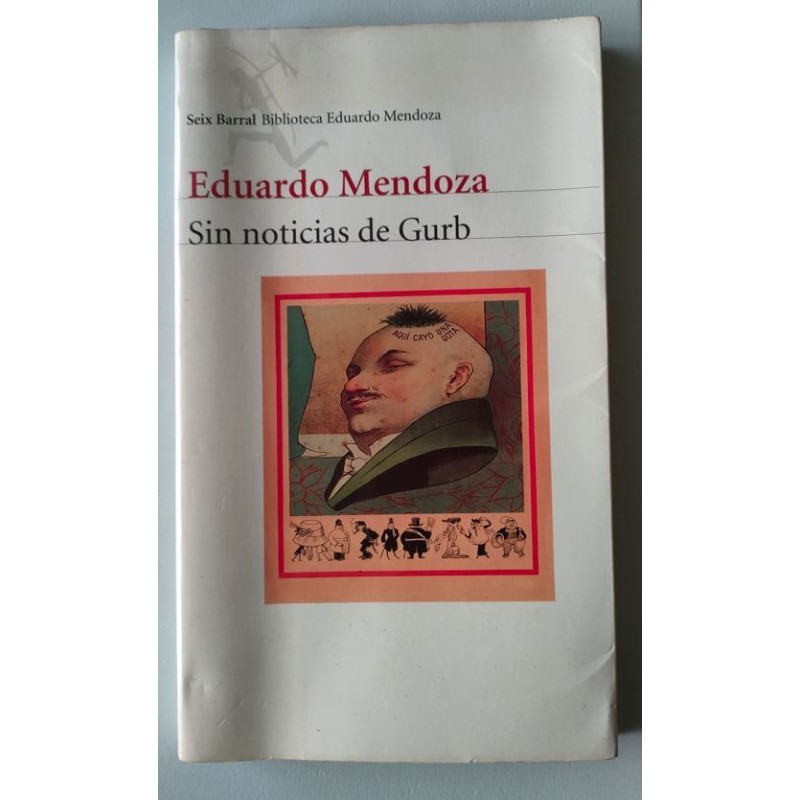 Seix Barral Biblioteca Eduardo Mendoza
Eduardo Mendoza
Sin noticias de Gurb
AQUÍ CAYÓ UNA
GOTA